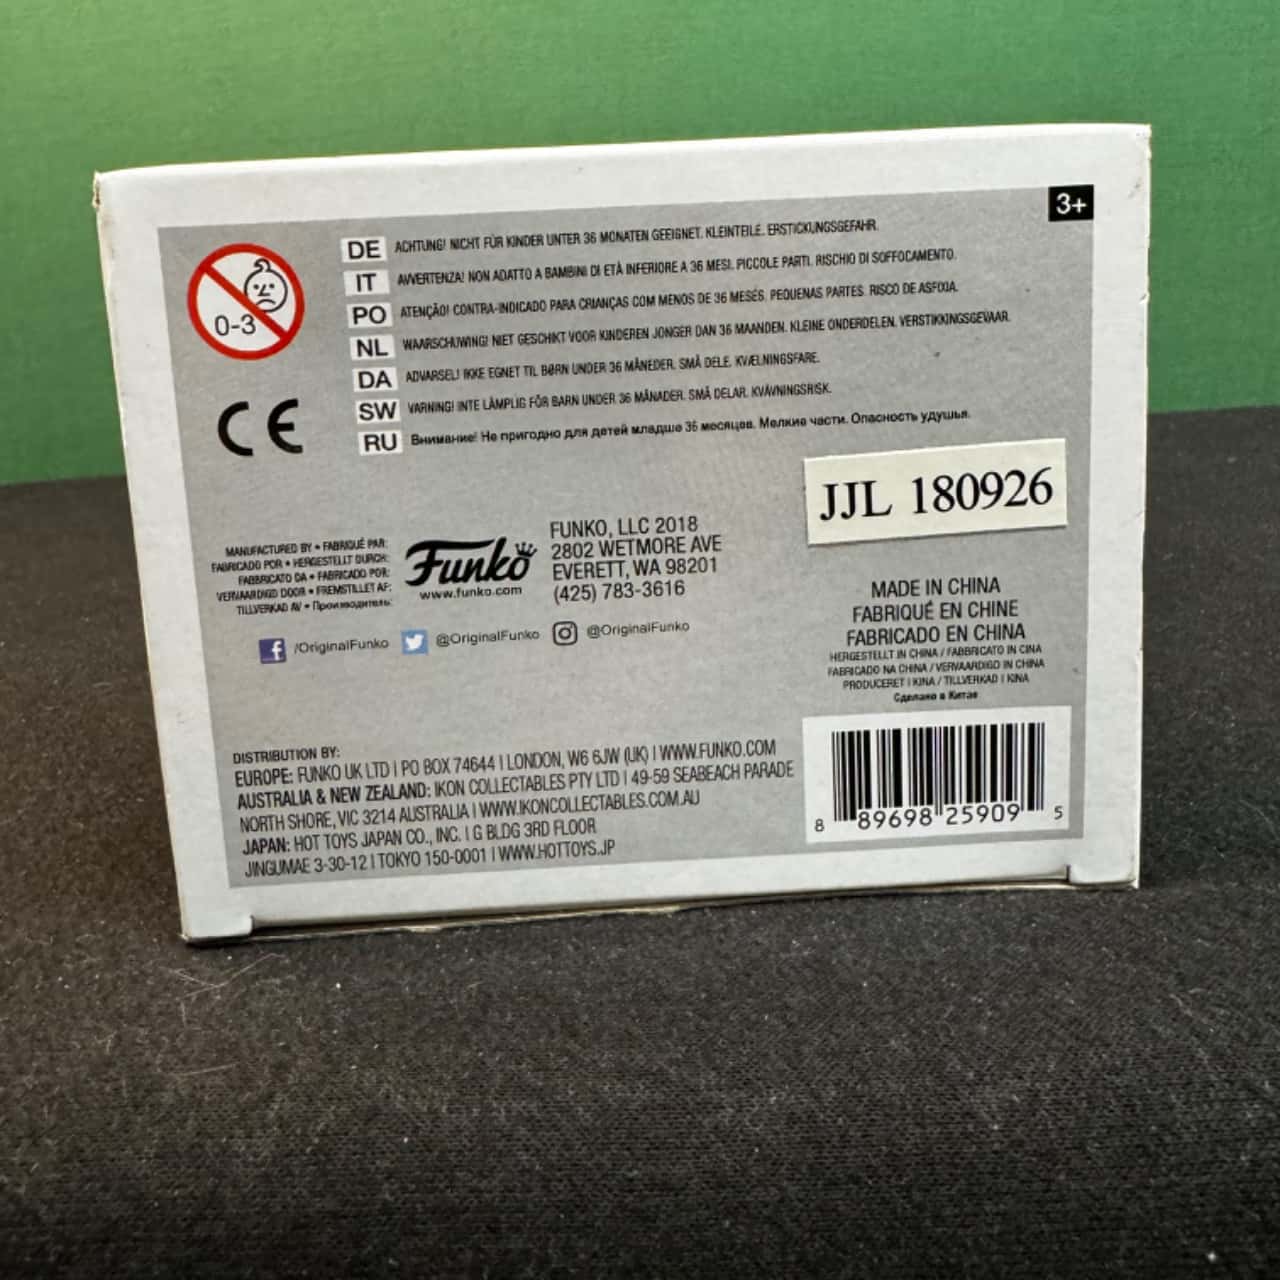 3+
0-3
DE ACHTUNG! NICHT FÜR KINDER UNTER 36 MONATEN GEEIGNET. KLEINTEILE. ERSTICKUNGSGEFAHR.
IT AVVERTENZA! NON ADATTO A BAMBINI DI ETÀ INFERIORE A 36 MESI. PICCOLE PARTI. RISCHIO DI SOFFOCAMENTO.
PO ATENÇÃO! CONTRA-INDICADO PARA CRIANÇAS COM MENOS DE 36 MESÉS. PEQUENAS PARTES. RISCO DE ASFIXIA.
NL WAARSCHUWING! NIET GESCHIKT VOOR KINDEREN JONGER DAN 36 MAANDEN. KLEINE ONDERDELEN. VERSTIKKINGSGEVAAR.
DA ADVARSEL! IKKE EGNET TIL BØRN UNDER 36 MÅNEDER. SMÅ DELE. KVÆLNINGSFARE.
SW VARNING! INTE LÄMPLIG FÖR BARN UNDER 36 MÅNADER. SMÅ DELAR. KVÄVNINGSRISK.
RU Внимание! Не пригодно для детей младше 36 месяцев. Мелкие части. Опасность удушья.
CE
JJL 180926
MANUFACTURED BY • FABRIQUÉ PAR:
FABRICADO POR • HERGESTELLT DURCH:
FABBRICATO DA • FABRICADO POR:
VERVAARDIGD DOOR • FREMSTILLET AF:
TILLVERKAD AV • Производитель:
Funko
www.funko.com
FUNKO, LLC 2018
2802 WETMORE AVE
EVERETT, WA 98201
(425) 783-3616
f /OriginalFunko @OriginalFunko @OriginalFunko
MADE IN CHINA
FABRIQUÉ EN CHINE
FABRICADO EN CHINA
HERGESTELLT IN CHINA / FABBRICATO IN CINA
FABRICADO NA CHINA / VERVAARDIGD IN CHINA
PRODUCERET I KINA / TILLVERKAD I KINA
Сделано в Китае
DISTRIBUTION BY:
EUROPE: FUNKO UK LTD | PO BOX 74644 | LONDON, W6 6JW (UK) | WWW.FUNKO.COM
AUSTRALIA & NEW ZEALAND: IKON COLLECTABLES PTY LTD | 49-59 SEABEACH PARADE
NORTH SHORE, VIC 3214 AUSTRALIA | WWW.IKONCOLLECTABLES.COM.AU
JAPAN: HOT TOYS JAPAN CO., INC. | G BLDG 3RD FLOOR
JINGUMAE 3-30-12 | TOKYO 150-0001 | WWW.HOTTOYS.JP
8 89698 25909 5